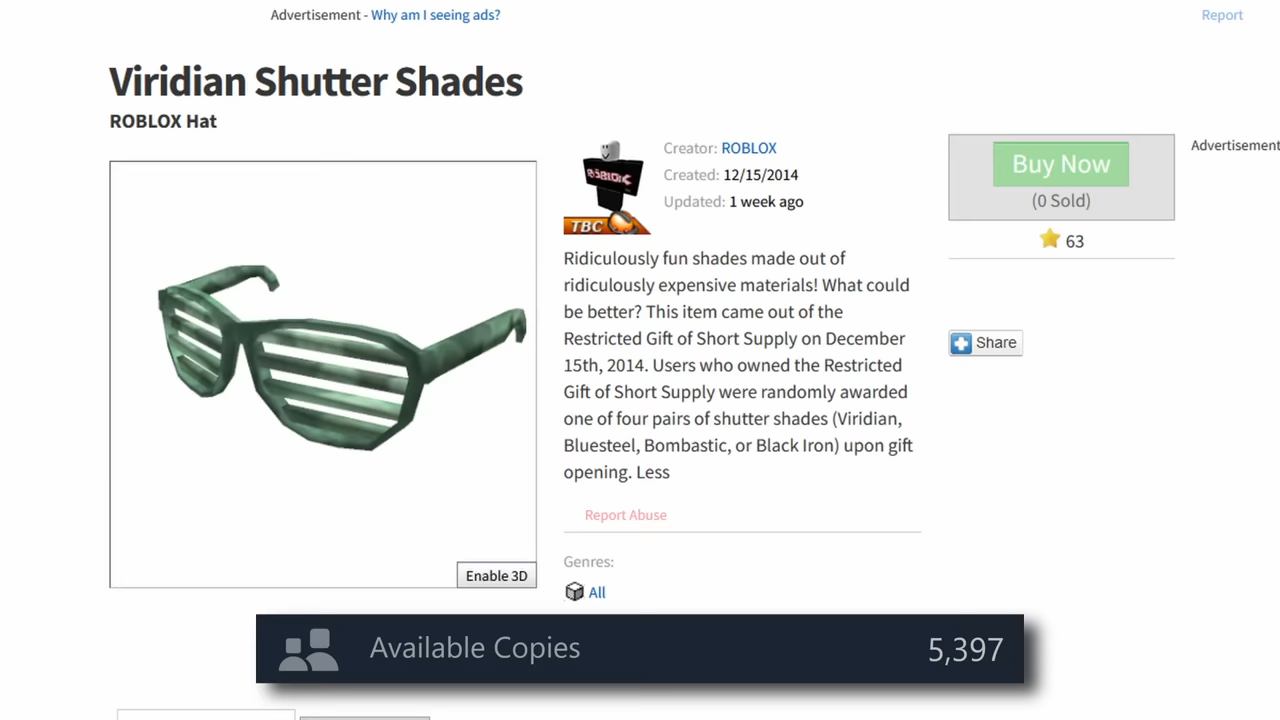 Advertisement - Why am I seeing ads?
Report
Viridian Shutter Shades
ROBLOX Hat
Creator: ROBLOX
Created: 12/15/2014
Updated: 1 week ago
ROBLOX
TBC
Buy Now
(0 Sold)
63
Advertisement
Share
Ridiculously fun shades made out of
ridiculously expensive materials! What could
be better? This item came out of the
Restricted Gift of Short Supply on December
15th, 2014. Users who owned the Restricted
Gift of Short Supply were randomly awarded
one of four pairs of shutter shades (Viridian,
Bluesteel, Bombastic, or Black Iron) upon gift
opening. Less
Report Abuse
Genres:
All
Enable 3D
Available Copies 5,397